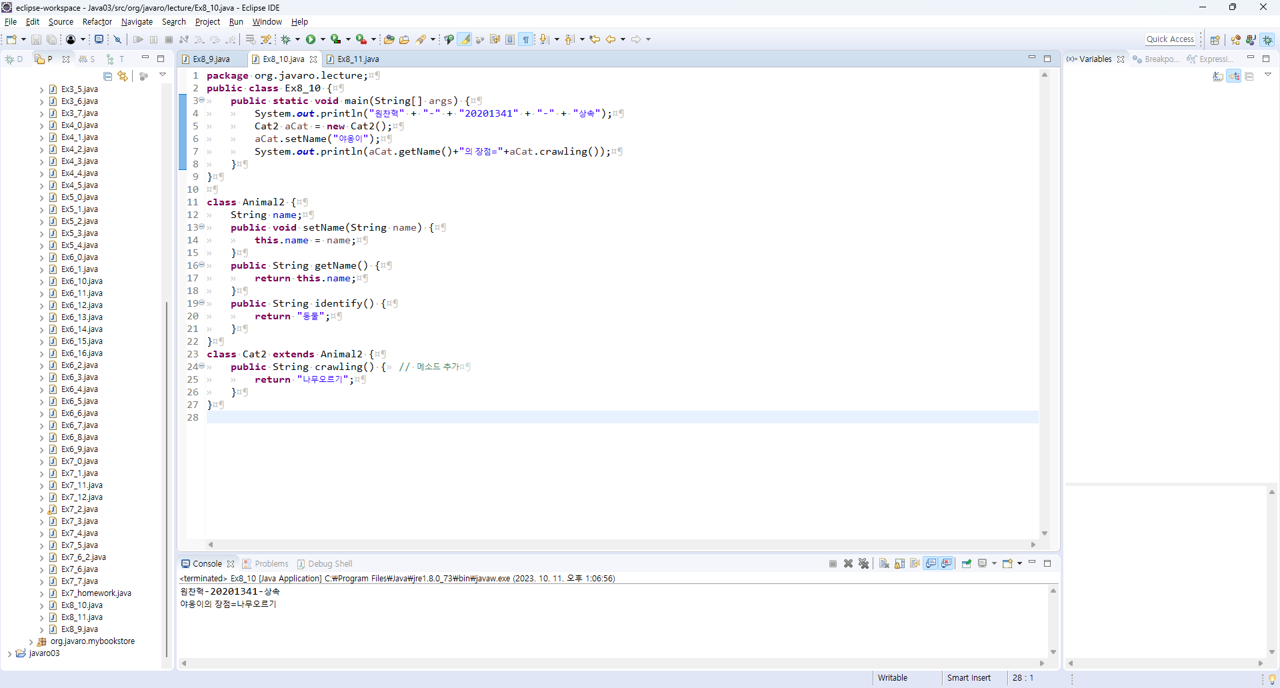 eclipse-workspace - Java03/src/org/javaro/lecture/Ex8_10.java - Eclipse IDE
File Edit Source Refactor Navigate Search Project Run Window Help
Quick Access
D P S T
Ex3_5.java
Ex3_6.java
Ex3_7.java
Ex4_0.java
Ex4_1.java
Ex4_2.java
Ex4_3.java
Ex4_4.java
Ex4_5.java
Ex5_0.java
Ex5_1.java
Ex5_2.java
Ex5_3.java
Ex5_4.java
Ex6_0.java
Ex6_1.java
Ex6_10.java
Ex6_11.java
Ex6_12.java
Ex6_13.java
Ex6_14.java
Ex6_15.java
Ex6_16.java
Ex6_2.java
Ex6_3.java
Ex6_4.java
Ex6_5.java
Ex6_6.java
Ex6_7.java
Ex6_8.java
Ex6_9.java
Ex7_0.java
Ex7_1.java
Ex7_11.java
Ex7_12.java
Ex7_2.java
Ex7_3.java
Ex7_4.java
Ex7_5.java
Ex7_6_2.java
Ex7_6.java
Ex7_7.java
Ex7_homework.java
Ex8_10.java
Ex8_11.java
Ex8_9.java
org.javaro.mybookstore
javaro03
Ex8_9.java Ex8_10.java Ex8_11.java
1 package org.javaro.lecture;
2 public class Ex8_10 {
3 public static void main(String[] args) {
4 System.out.println("원찬혁" + "-" + "20201341" + "-" + "상속");
5 Cat2 aCat = new Cat2();
6 aCat.setName("야옹이");
7 System.out.println(aCat.getName()+"의 장점="+aCat.crawling());
8 }
9 }
10
11 class Animal2 {
12 String name;
13 public void setName(String name) {
14 this.name = name;
15 }
16 public String getName() {
17 return this.name;
18 }
19 public String identify() {
20 return "동물";
21 }
22 }
23 class Cat2 extends Animal2 {
24 public String crawling() { // 메소드 추가
25 return "나무오르기";
26 }
27 }
28
Console Problems Debug Shell
<terminated> Ex8_10 [Java Application] C:₩Program Files₩Java₩jre1.8.0_73₩bin₩javaw.exe (2023. 10. 11. 오후 1:06:56)
원찬혁-20201341-상속
야옹이의 장점=나무오르기
(x)= Variables Breakpo... Expressi...
Writable Smart Insert 28 : 1